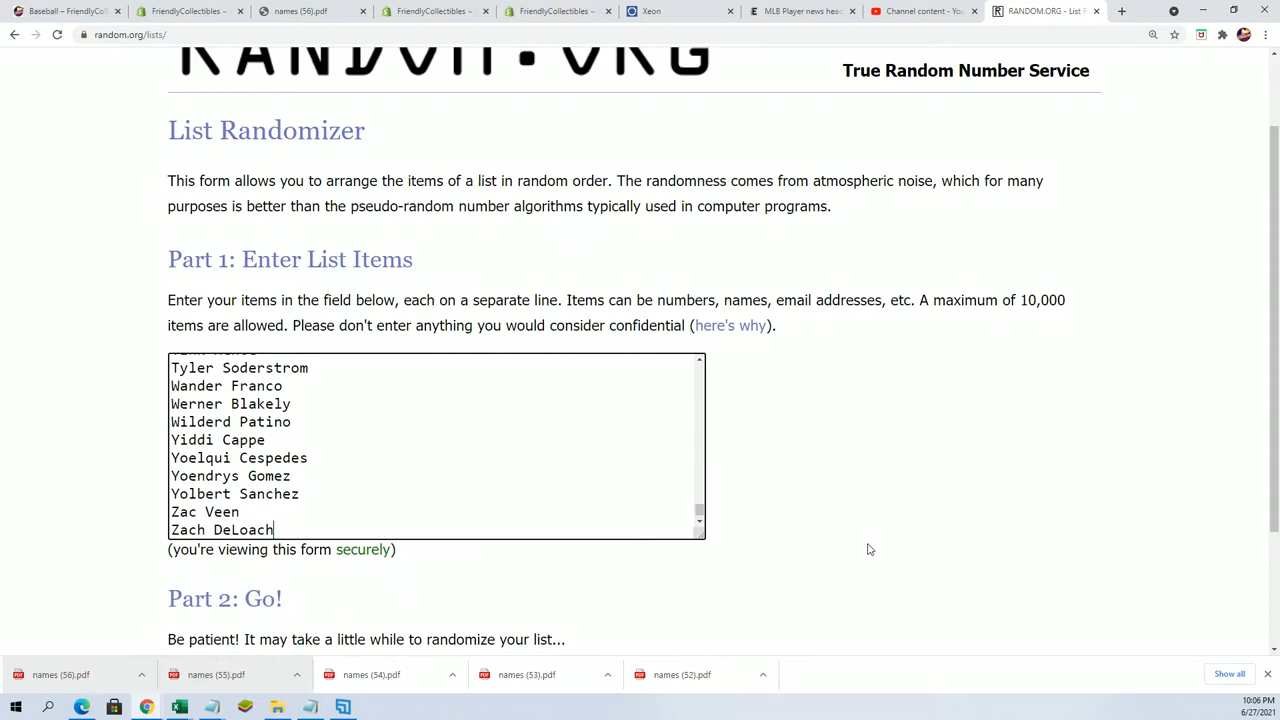 Baseball – FriendlyCollectibles
FriendlyCollectibles –
names (56).pdf
FriendlyCollectibles ~
FriendlyCollectibles ~
Xeon
MLB Player news head
Channel content - You
RANDOM.ORG - List R
random.org/lists/
RANDOM.ORG
True Random Number Service
List Randomizer
This form allows you to arrange the items of a list in random order. The randomness comes from atmospheric noise, which for many
purposes is better than the pseudo-random number algorithms typically used in computer programs.
Part 1: Enter List Items
Enter your items in the field below, each on a separate line. Items can be numbers, names, email addresses, etc. A maximum of 10,000
items are allowed. Please don't enter anything you would consider confidential (here's why).
Tyler Soderstrom
Wander Franco
Werner Blakely
Wilderd Patino
Yiddi Cappe
Yoelqui Cespedes
Yoendrys Gomez
Yolbert Sanchez
Zac Veen
Zach DeLoach
(you're viewing this form securely)
Part 2: Go!
Be patient! It may take a little while to randomize your list...
names (56).pdf
names (55).pdf
names (54).pdf
names (53).pdf
names (52).pdf
Show all
10:06 PM
6/27/2021